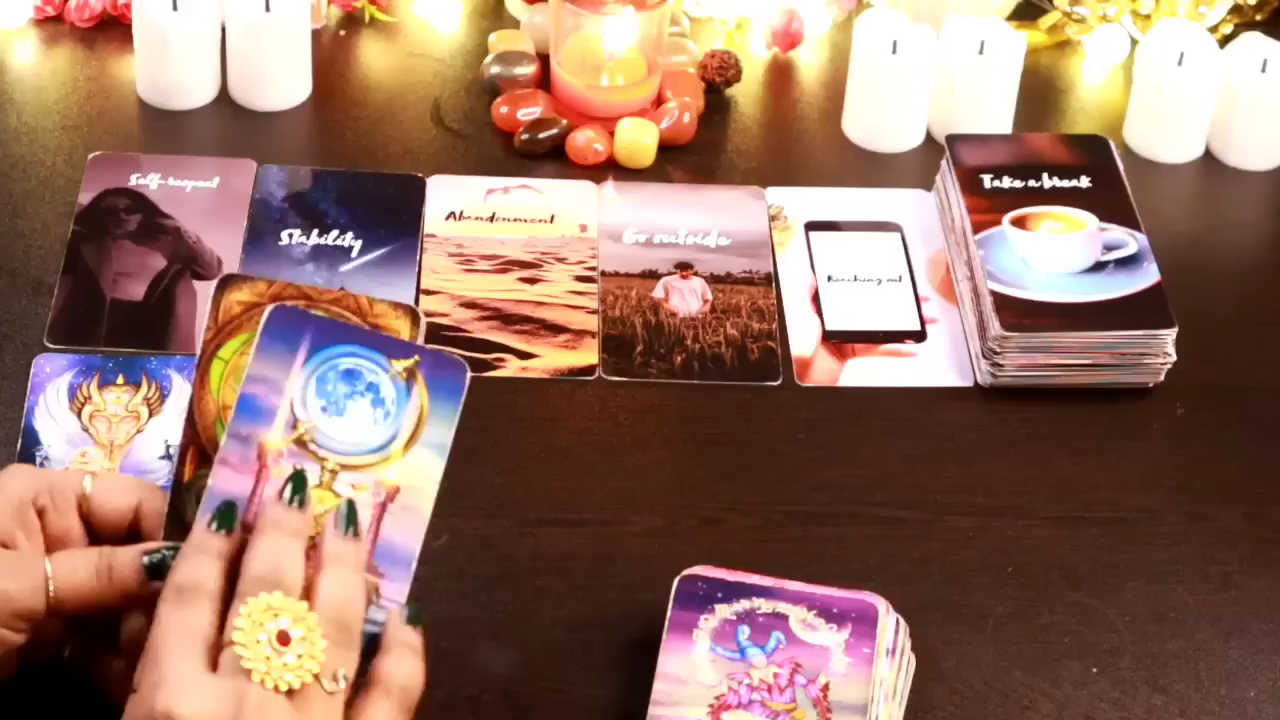 Self-respect
Stability
Abandonment
Go outside
Reaching out
Take a break